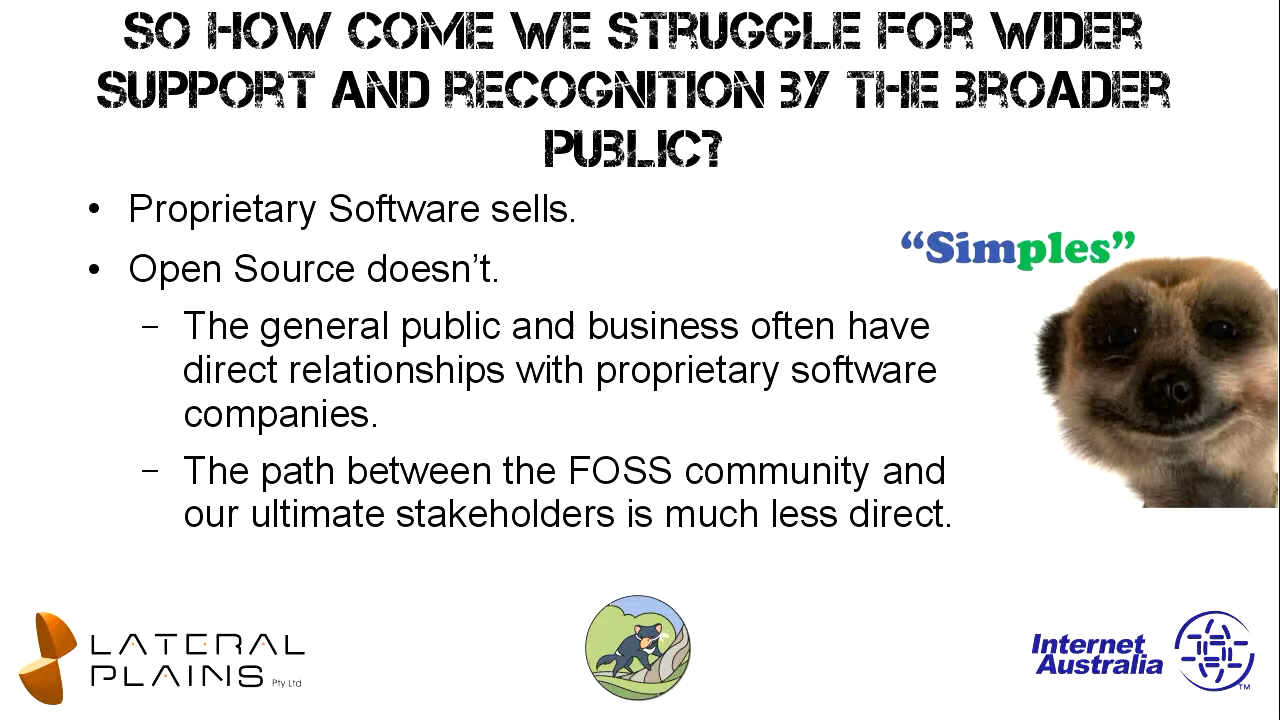 SO HOW COME WE STRUGGLE FOR WIDER
SUPPORT AND RECOGNITION BY THE BROADER
PUBLIC?
• Proprietary Software sells.
“Simples”
• Open Source doesn’t.
– The general public and business often have
direct relationships with proprietary software
companies.
– The path between the FOSS community and
our ultimate stakeholders is much less direct.
LATERAL
PLAINS Pty Ltd
Internet
Australia
TM